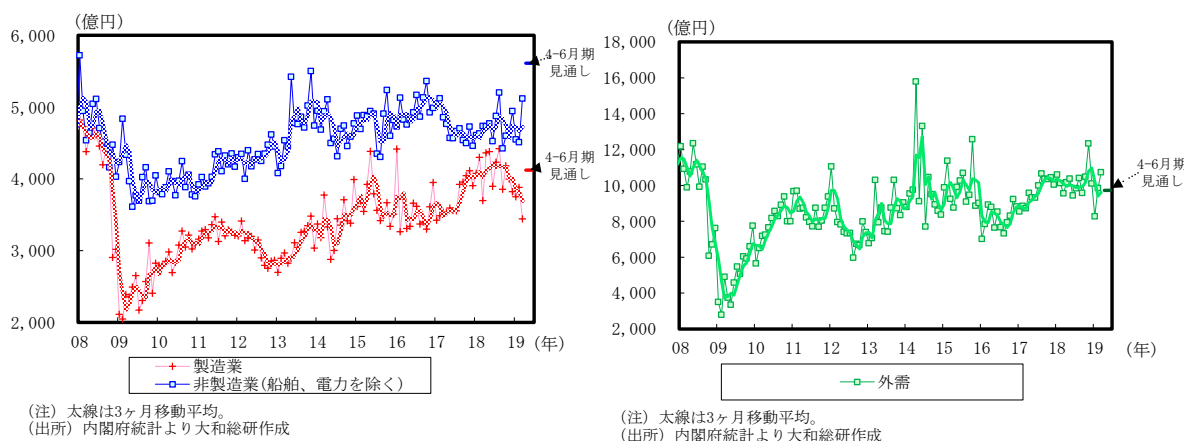 (億円)
6,000
5,000
4,000
3,000
2,000
4-6月期
見通し
4-6月期
見通し
08 09 10 11 12 13 14 15 16 17 18 19 (年)
製造業
非製造業(船舶、電力を除く)
(注) 太線は3ヶ月移動平均。
(出所) 内閣府統計より大和総研作成
(億円)
18,000
16,000
14,000
12,000
10,000
8,000
6,000
4,000
2,000
4-6月期
見通し
08 09 10 11 12 13 14 15 16 17 18 19 (年)
外需
(注) 太線は3ヶ月移動平均。
(出所) 内閣府統計より大和総研作成